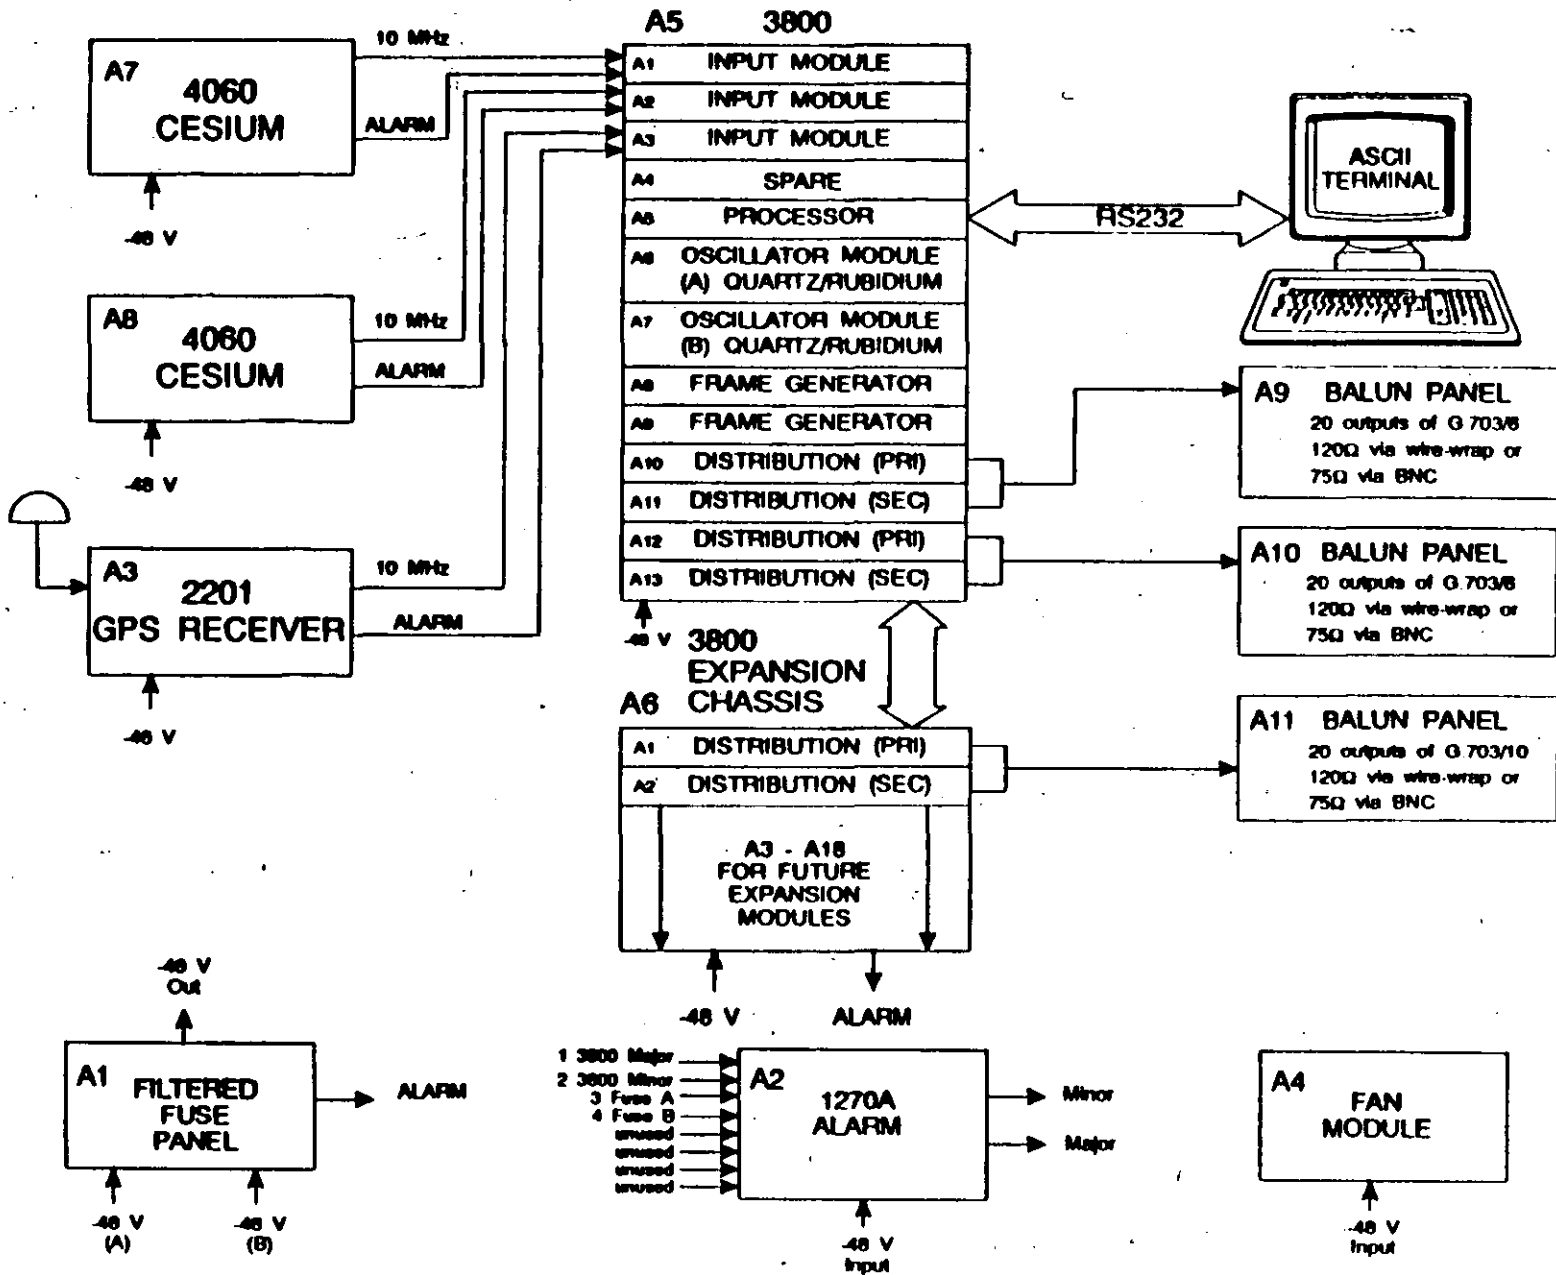 A5 3800
A7
4060
CESIUM
10 MHz
ALARM
-48 V
A8
4060
CESIUM
10 MHz
ALARM
-48 V
A3
2201
GPS RECEIVER
10 MHz
ALARM
-48 V
A1 INPUT MODULE
A2 INPUT MODULE
A3 INPUT MODULE
A4 SPARE
A5 PROCESSOR
A6 OSCILLATOR MODULE
(A) QUARTZ/RUBIDIUM
A7 OSCILLATOR MODULE
(B) QUARTZ/RUBIDIUM
A8 FRAME GENERATOR
A9 FRAME GENERATOR
A10 DISTRIBUTION (PRI)
A11 DISTRIBUTION (SEC)
A12 DISTRIBUTION (PRI)
A13 DISTRIBUTION (SEC)
-48 V
RS232
ASCII
TERMINAL
A9 BALUN PANEL
20 outputs of G.703/6
120Ω via wire-wrap or
75Ω via BNC
A10 BALUN PANEL
20 outputs of G.703/6
120Ω via wire-wrap or
75Ω via BNC
A11 BALUN PANEL
20 outputs of G.703/10
120Ω via wire-wrap or
75Ω via BNC
3800
EXPANSION
A6 CHASSIS
A1 DISTRIBUTION (PRI)
A2 DISTRIBUTION (SEC)
A3 - A18
FOR FUTURE
EXPANSION
MODULES
-48 V
ALARM
-48 V
Out
A1
FILTERED
FUSE
PANEL
ALARM
-48 V
(A)
-48 V
(B)
1 3800 Major
2 3800 Minor
3 Fuse A
4 Fuse B
unused
unused
unused
unused
A2
1270A
ALARM
Minor
Major
-48 V
Input
A4
FAN
MODULE
-48 V
Input